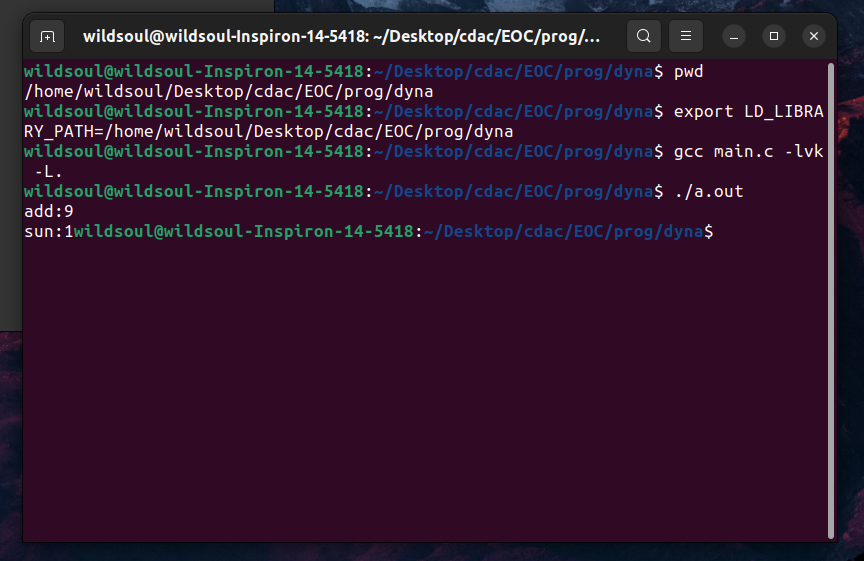 wildsoul@wildsoul-Inspiron-14-5418: ~/Desktop/cdac/EOC/prog/...
wildsoul@wildsoul-Inspiron-14-5418:~/Desktop/cdac/EOC/prog/dyna$ pwd
/home/wildsoul/Desktop/cdac/EOC/prog/dyna
wildsoul@wildsoul-Inspiron-14-5418:~/Desktop/cdac/EOC/prog/dyna$ export LD_LIBRA
RY_PATH=/home/wildsoul/Desktop/cdac/EOC/prog/dyna
wildsoul@wildsoul-Inspiron-14-5418:~/Desktop/cdac/EOC/prog/dyna$ gcc main.c -lvk
 -L.
wildsoul@wildsoul-Inspiron-14-5418:~/Desktop/cdac/EOC/prog/dyna$ ./a.out
add:9
sun:1wildsoul@wildsoul-Inspiron-14-5418:~/Desktop/cdac/EOC/prog/dyna$